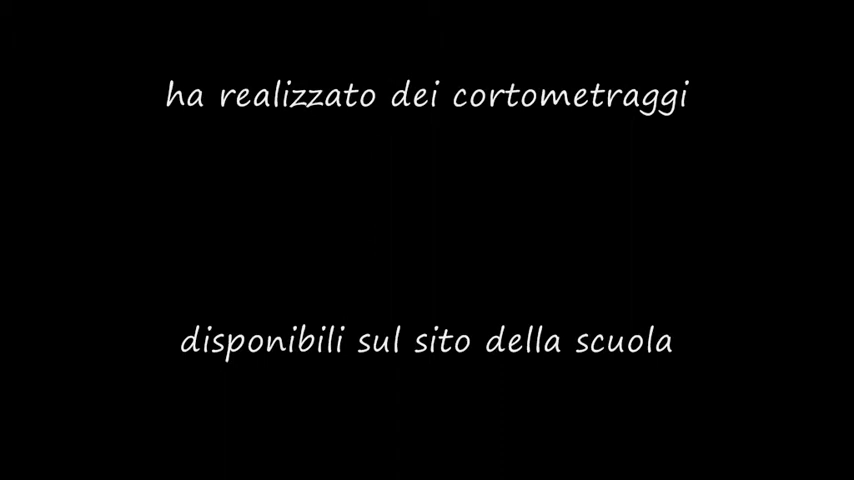 ha realizzato dei cortometraggi
disponibili sul sito della scuola